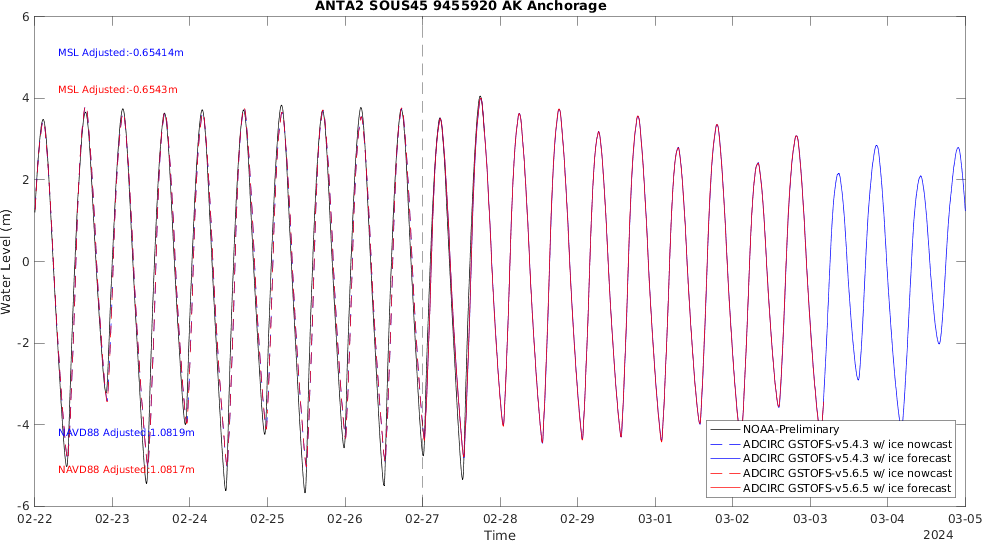 ANTA2 SOUS45 9455920 AK Anchorage
6
MSL Adjusted:-0.65414m
MSL Adjusted:-0.6543m
4
2
0
-2
-4
-6
Water Level (m)
NAVD88 Adjusted:1.0819m
NAVD88 Adjusted:1.0817m
NOAA-Preliminary
ADCIRC GSTOFS-v5.4.3 w/ ice nowcast
ADCIRC GSTOFS-v5.4.3 w/ ice forecast
ADCIRC GSTOFS-v5.6.5 w/ ice nowcast
ADCIRC GSTOFS-v5.6.5 w/ ice forecast
02-22 02-23 02-24 02-25 02-26 02-27 02-28 02-29 03-01 03-02 03-03 03-04 03-05
Time
2024